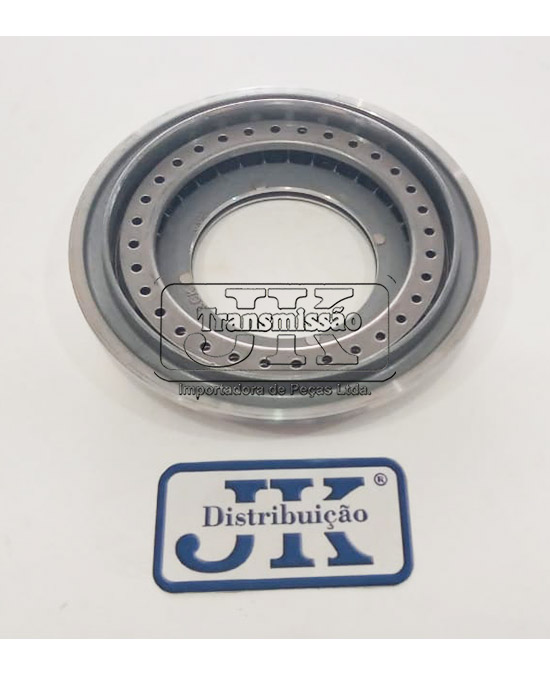 JK
Transmissão
Importadora de Peças Ltda.
JK ®
Distribuição